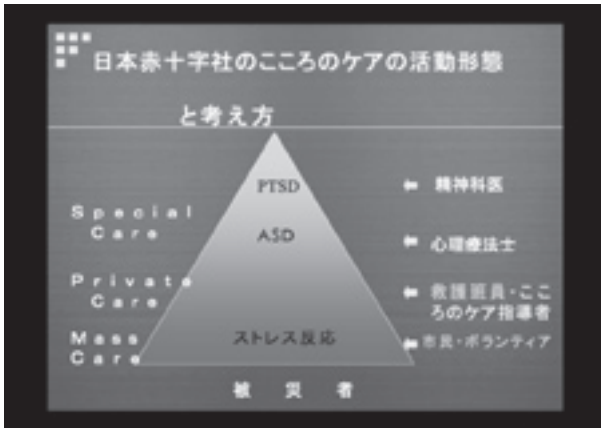 日本赤十字社のこころのケアの活動形態
と考え方
PTSD
精神科医
Special
Care
ASD
心理療法士
Private
Care
救護班員・ここ
ろのケア指導者
Mass
Care
ストレス反応
市民・ボランティア
被災者